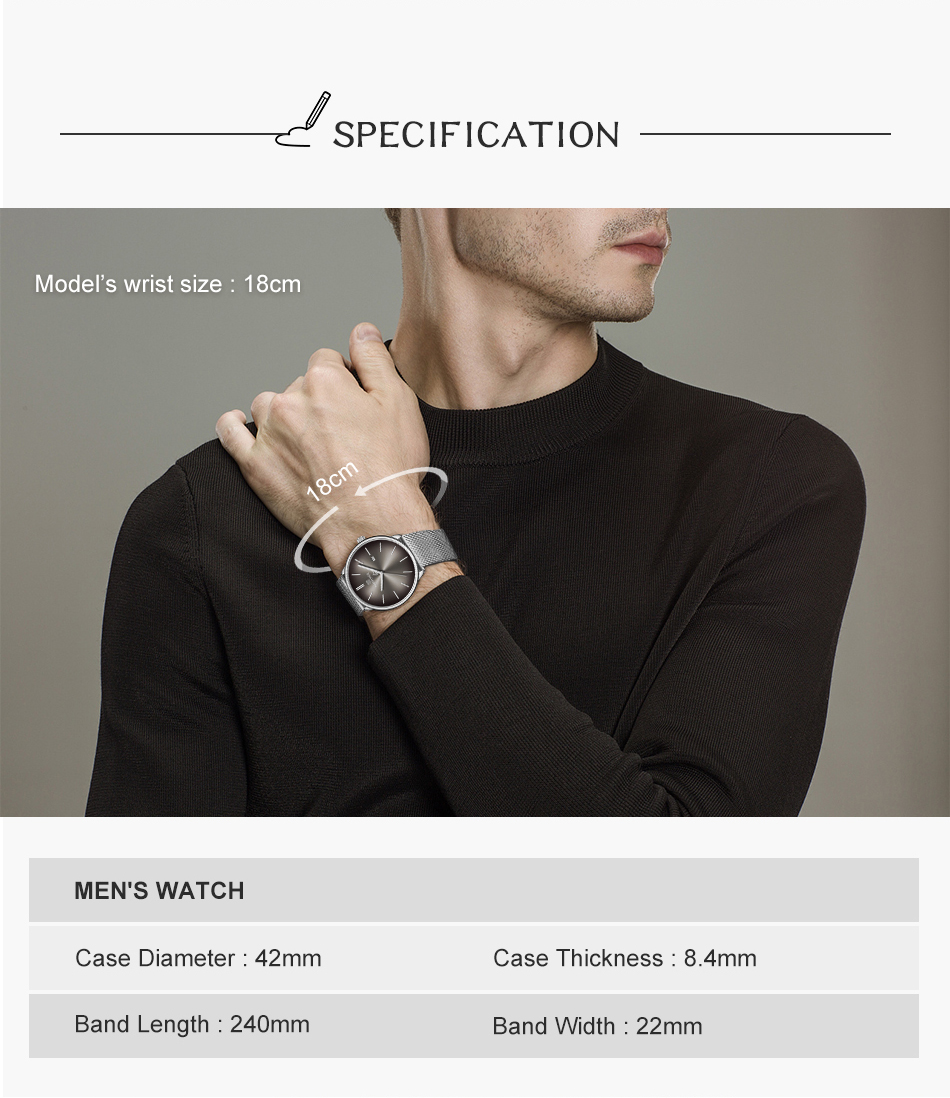 SPECIFICATION
Model’s wrist size : 18cm
18cm
MEN'S WATCH
Case Diameter : 42mm
Case Thickness : 8.4mm
Band Length : 240mm
Band Width : 22mm